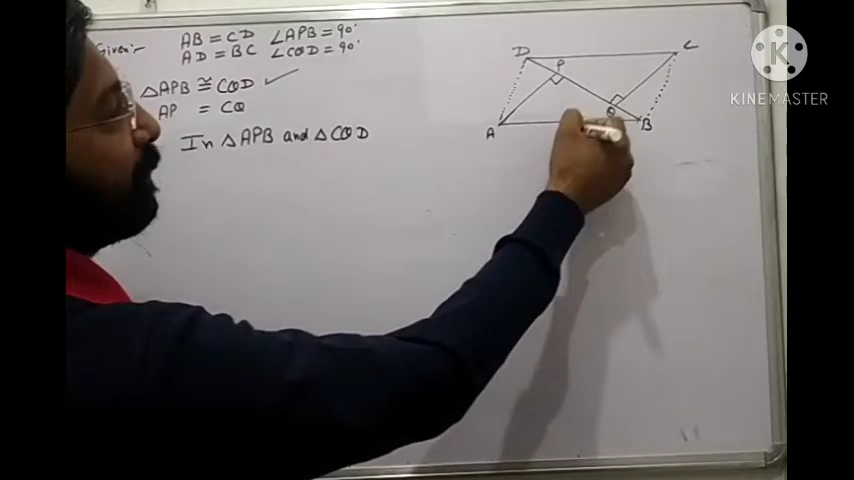 Given:-
AB = CD ∠APB = 90°
AD = BC ∠CQD = 90°
△APB ≅ CQD ✓
AP = CQ
In △APB and △CQD
D
P
C
Q
A
B
K
KINEMASTER